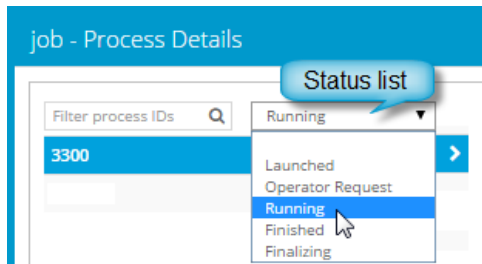 job - Process Details
Status list
Filter process IDs
Running
3300
Launched
Operator Request
Running
Finished
Finalizing